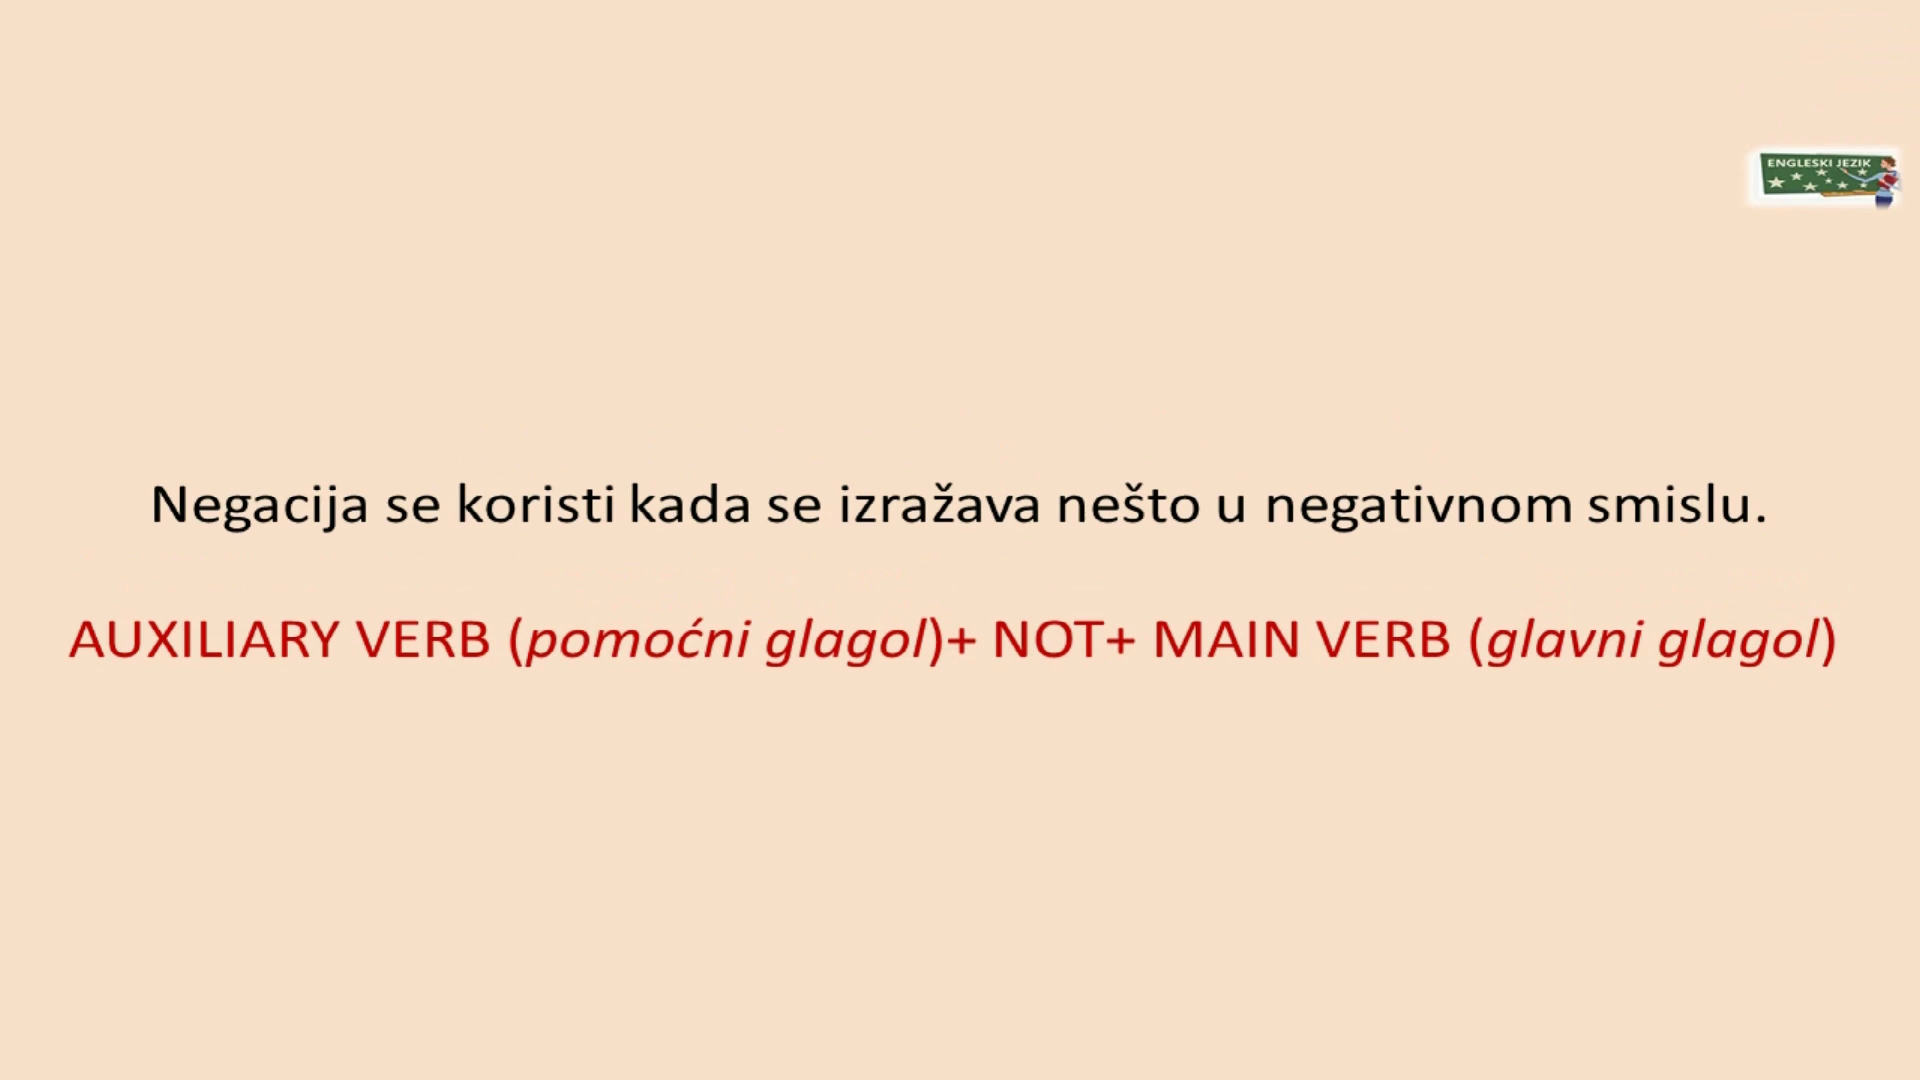 ENGLESKI JEZIK
Negacija se koristi kada se izražava nešto u negativnom smislu.
AUXILIARY VERB (pomoćni glagol)+ NOT+ MAIN VERB (glavni glagol)